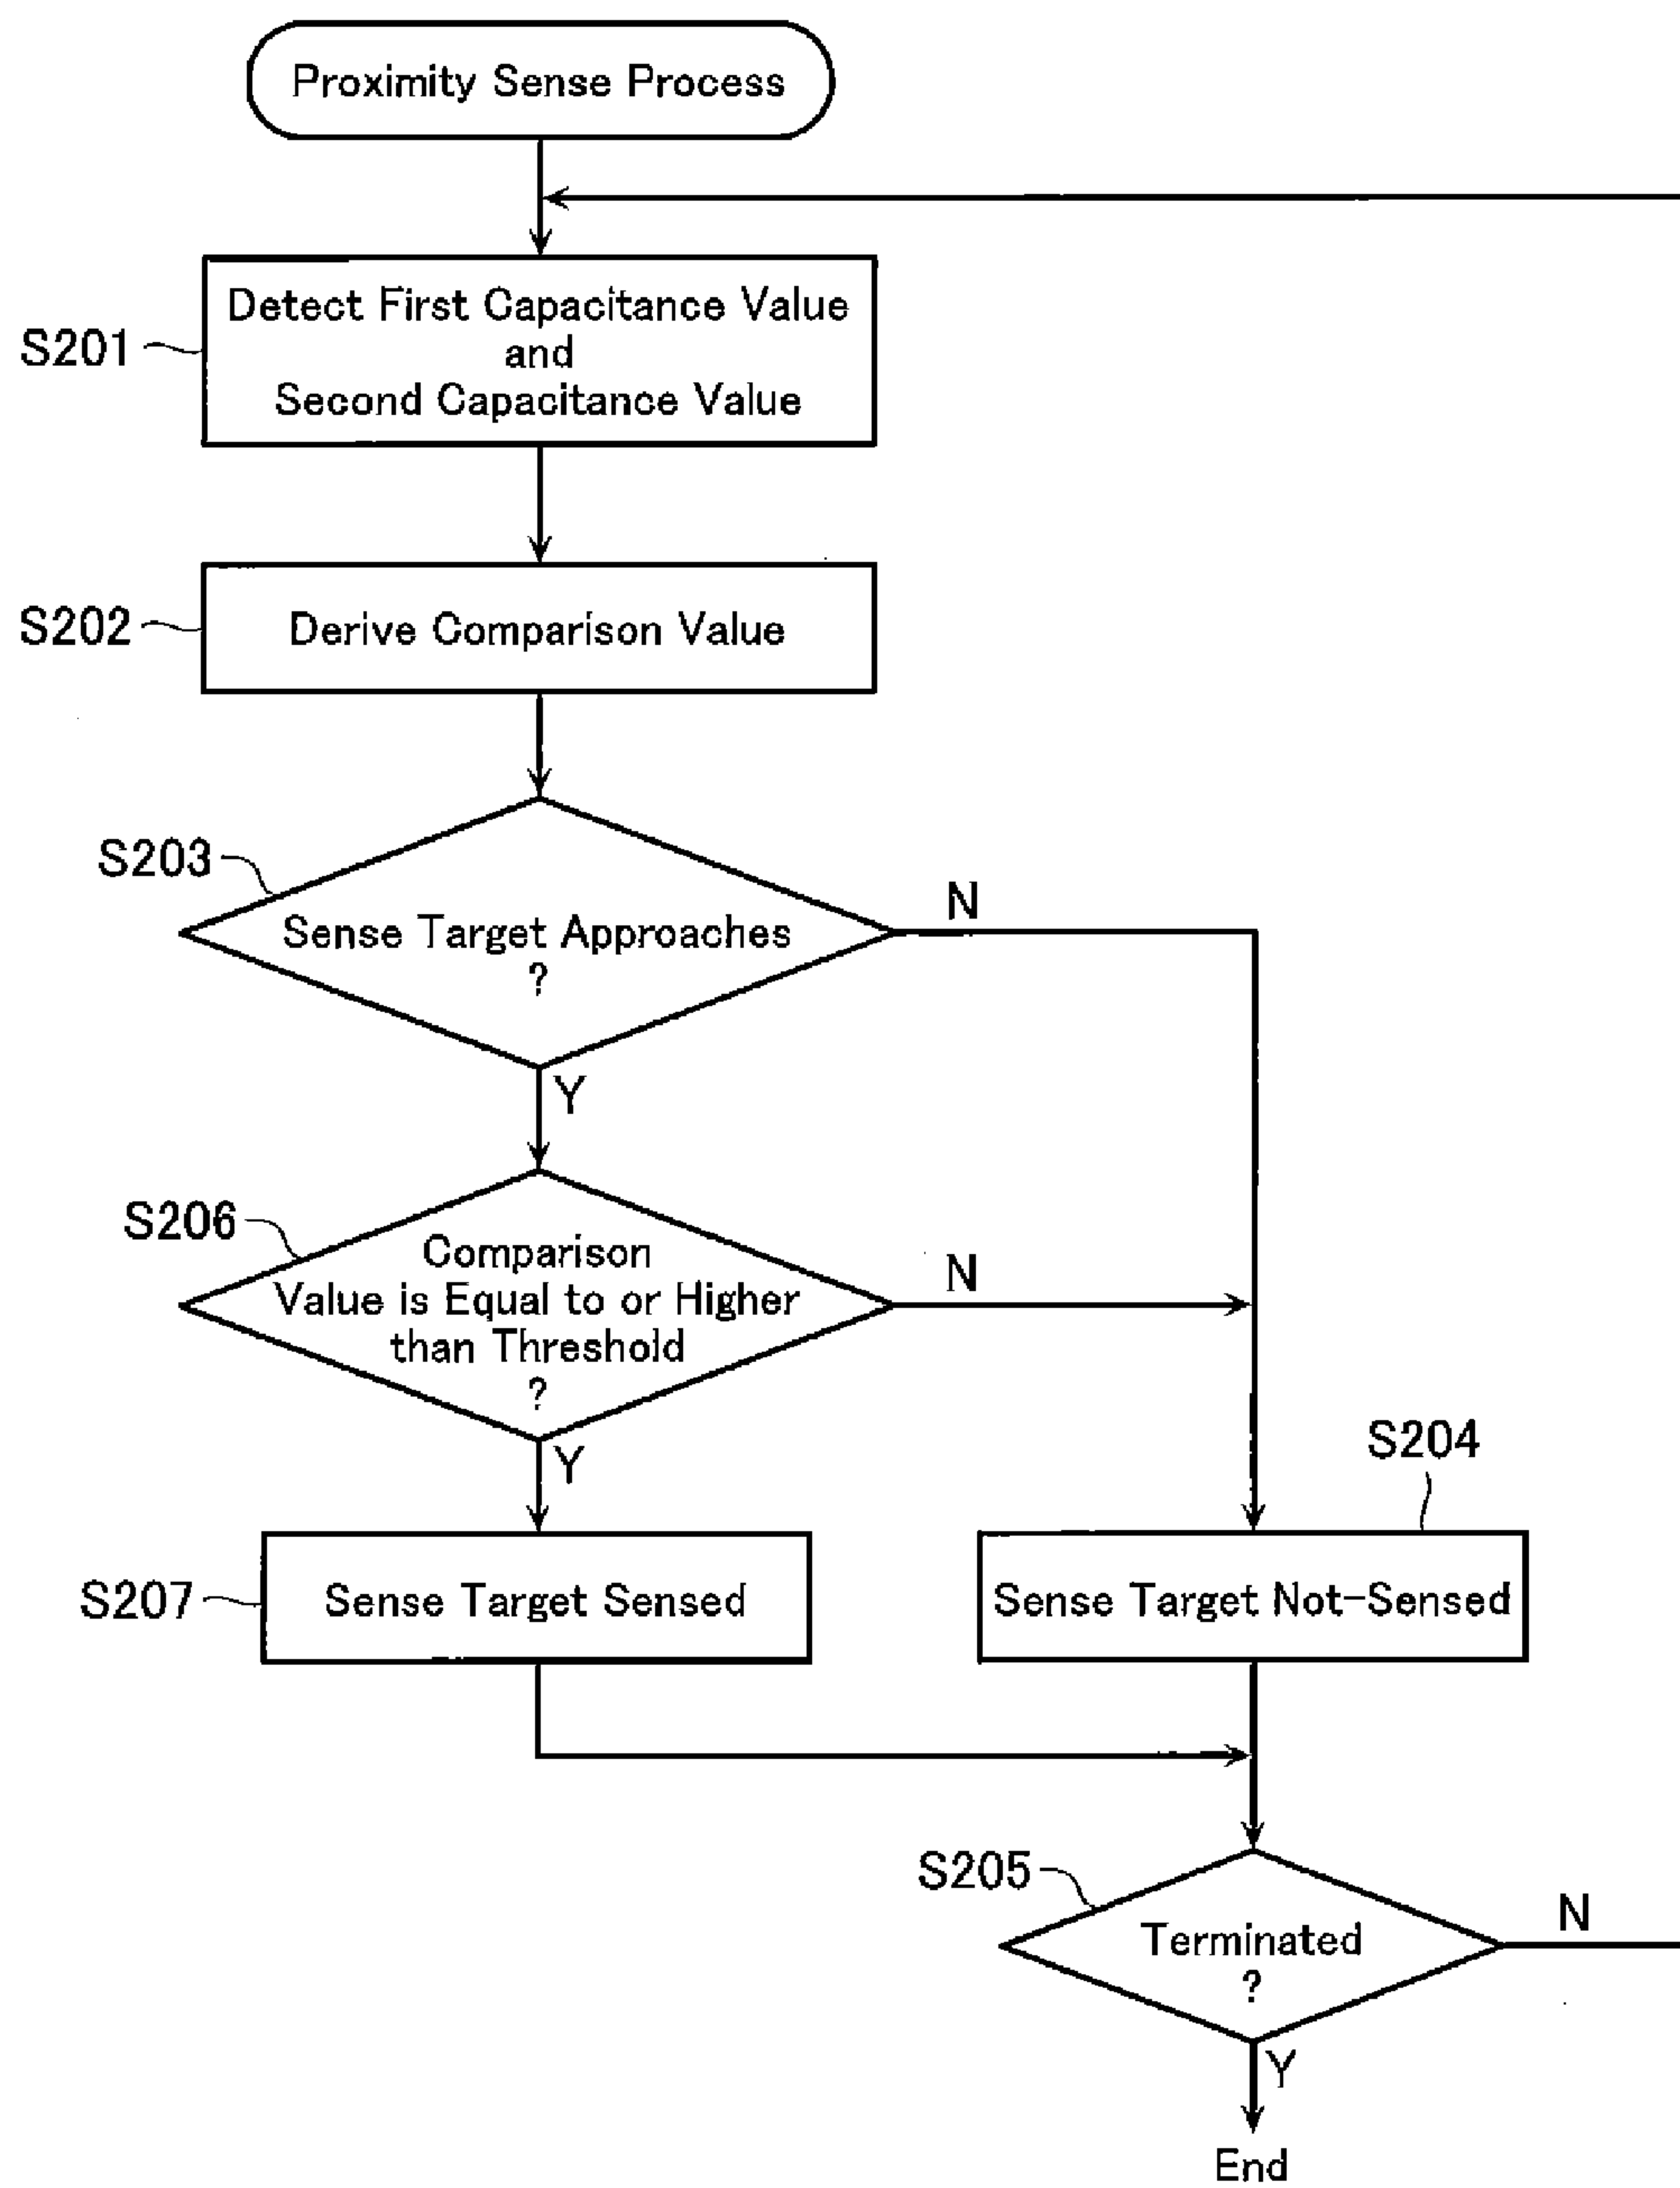 Proximity Sense Process
S201
Detect First Capacitance Value
and
Second Capacitance Value
S202
Derive Comparison Value
S203
Sense Target Approaches
?
N
Y
S206
Comparison
Value is Equal to or Higher
than Threshold
?
N
Y
S204
S207
Sense Target Sensed
Sense Target Not-Sensed
S205
Terminated
?
N
Y
End